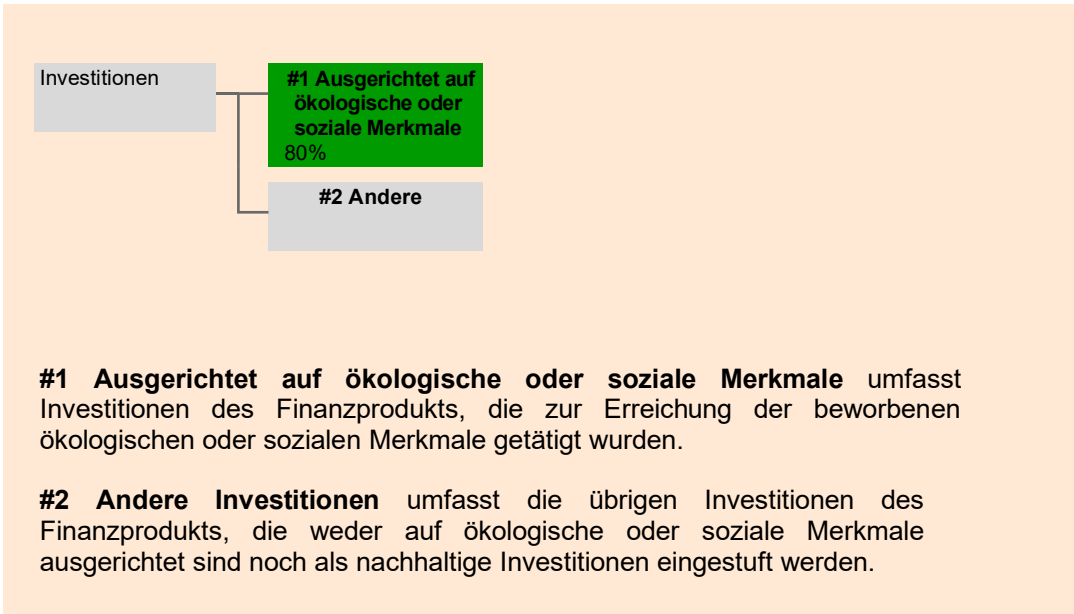 Investitionen
#1 Ausgerichtet auf
ökologische oder
soziale Merkmale
80%
#2 Andere
#1 Ausgerichtet auf ökologische oder soziale Merkmale umfasst
Investitionen des Finanzprodukts, die zur Erreichung der beworbenen
ökologischen oder sozialen Merkmale getätigt wurden.
#2 Andere Investitionen umfasst die übrigen Investitionen des
Finanzprodukts, die weder auf ökologische oder soziale Merkmale
ausgerichtet sind noch als nachhaltige Investitionen eingestuft werden.